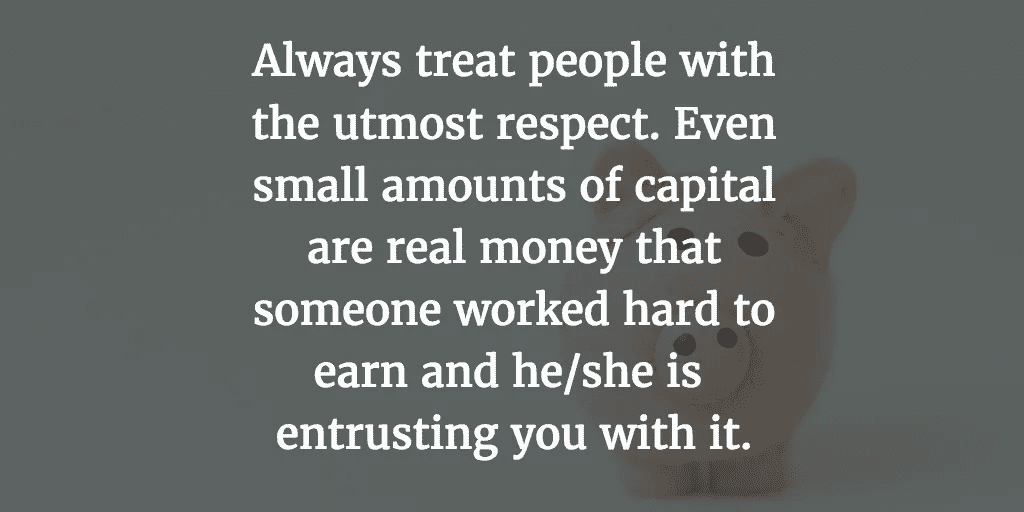 Always treat people with
the utmost respect. Even
small amounts of capital
are real money that
someone worked hard to
earn and he/she is
entrusting you with it.